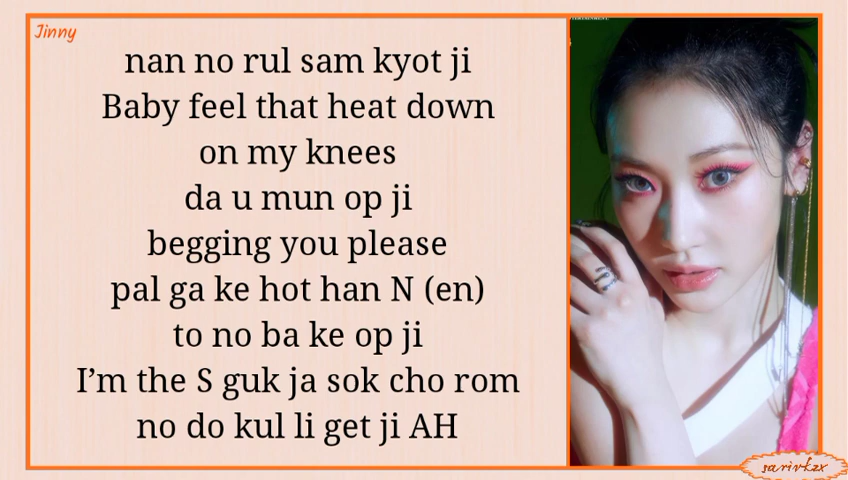 Jinny
nan no rul sam kyot ji
Baby feel that heat down
on my knees
da u mun op ji
begging you please
pal ga ke hot han N (en)
to no ba ke op ji
I’m the S guk ja sok cho rom
no do kul li get ji AH
sarivkzx